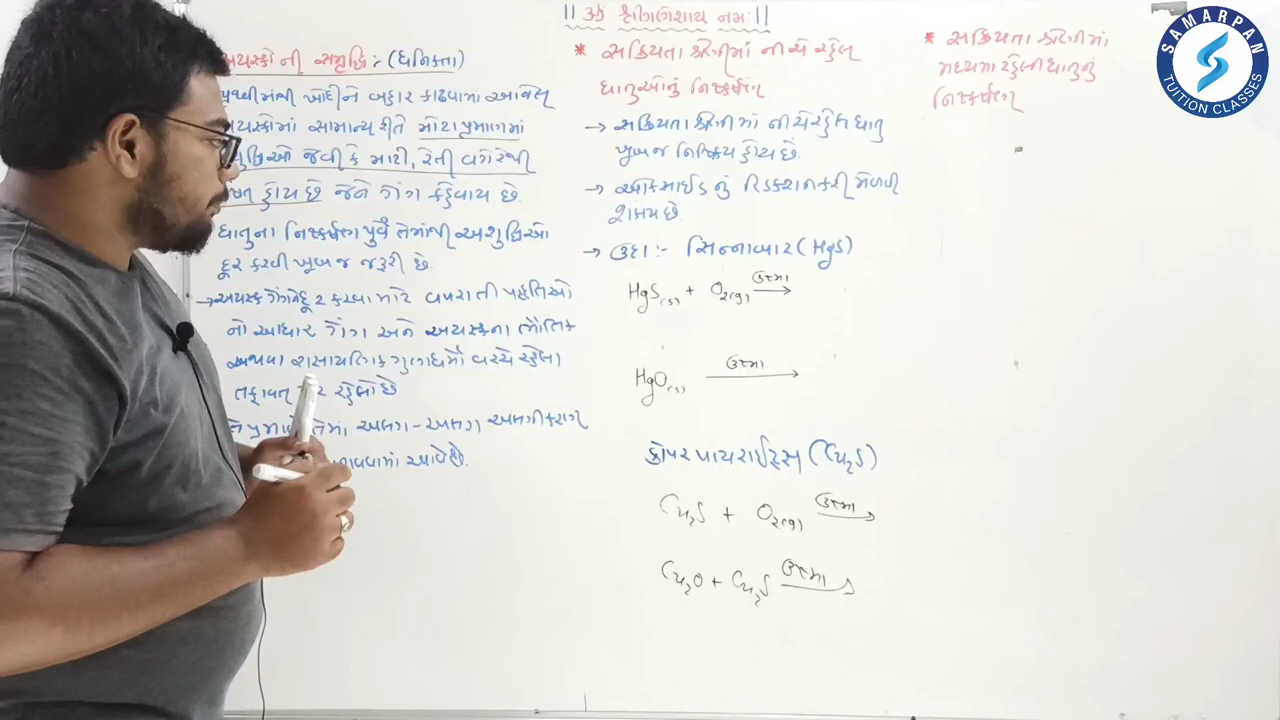 || ૐ શ્રી ગણેશાય નમઃ ||
અયસ્કો ની સમૃદ્ધિ :- (ધનિકતા)
પૃથ્વીમાંથી ખોદીને બહાર કાઢવામાં આવેલ
અયસ્કોમાં સામાન્ય રીતે મોટા પ્રમાણમાં
અશુદ્ધિઓ જેવી કે માટી, રેતી વગેરેથી
હોય છે જેને ગેંગ કહેવાય છે.
ધાતુના નિષ્કર્ષણ પુર્વે તેમાંથી અશુદ્ધિઓ
દૂર કરવી ખૂબ જ જરૂરી છે.
→ અયસ્ક ગેંગ દૂર કરવા માટે વપરાતી પદ્ધતિઓ
નો આધાર ગેંગ અને અયસ્કના ભૌતિક
અથવા રાસાયણિક ગુણધર્મો વચ્ચે રહેલા
તફાવત પર રહેલો છે
તે પ્રમાણે તેમાં અલગ-અલગ અલગીકરણ
આવે છે.
* સક્રિયતા શ્રેણીમાં નીચે રહેલ
ધાતુઓનું નિષ્કર્ષણ
→ સક્રિયતા શ્રેણીમાં નીચે રહેલ ધાતુ
ખૂબ જ નિષ્ક્રિય હોય છે.
→ ઓક્સાઈડ નું રિડક્શન કરી મેળવી
શકાય છે
→ ઉદા :- સિન્નાબાર (HgS)
HgS(s) + O2(g) ઉષ્મા →
HgO(s) ઉષ્મા →
કોપર પાયરાઈટ્સ (Cu2S)
Cu2S + O2(g) ઉષ્મા →
Cu2O + Cu2S ઉષ્મા →
* સક્રિયતા શ્રેણીમાં
મધ્યમાં રહેલી ધાતુનું
નિષ્કર્ષણ
SAMARPAN
TUITION CLASSES